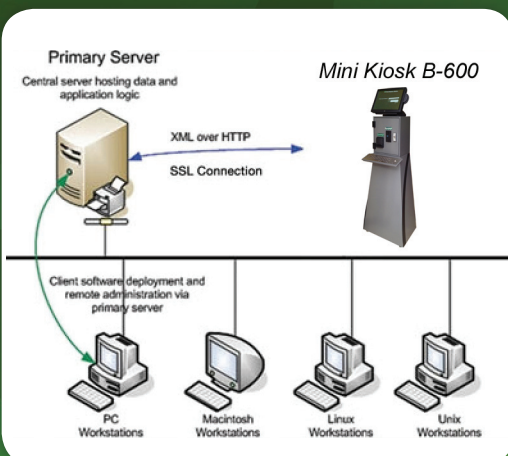 Primary Server
Central server hosting data and
application logic
Mini Kiosk B-600
XML over HTTP
SSL Connection
Client software deployment and
remote administration via
primary server
PC
Workstations
Macintosh
Workstations
Linux
Workstations
Unix
Workstations